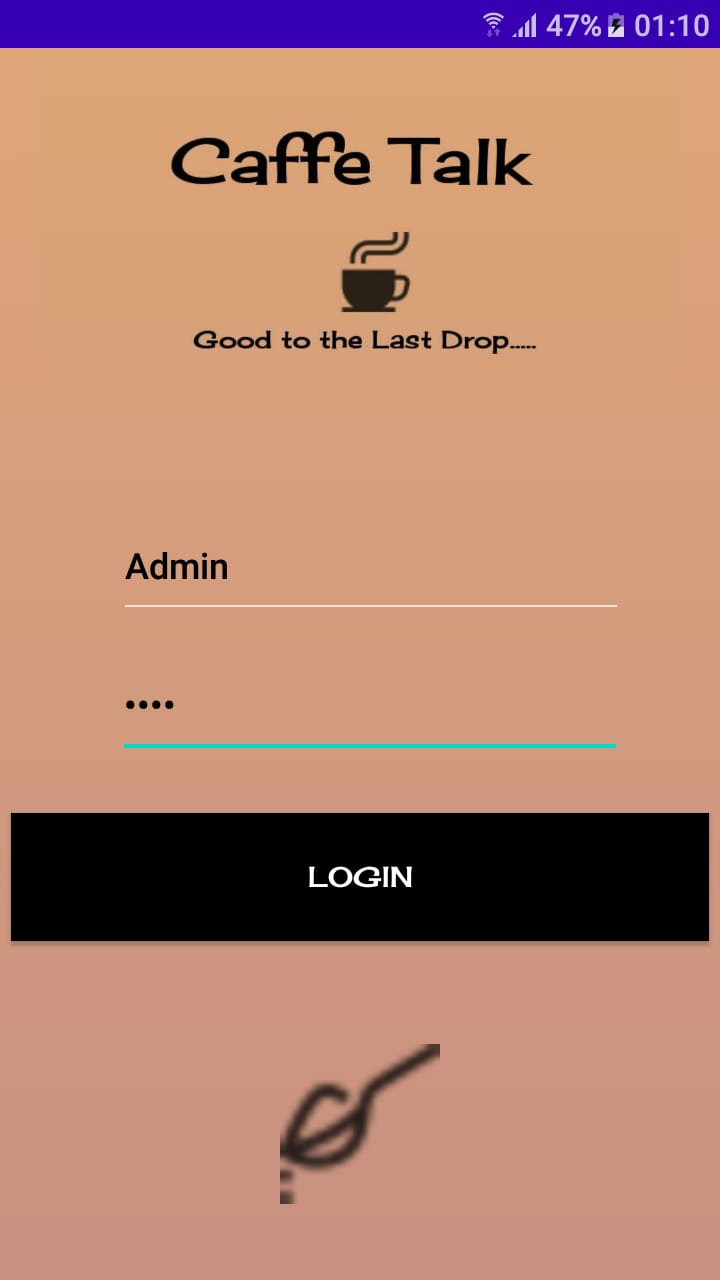 47% 01:10
Caffe Talk
Good to the Last Drop.....
Admin
••••
LOGIN